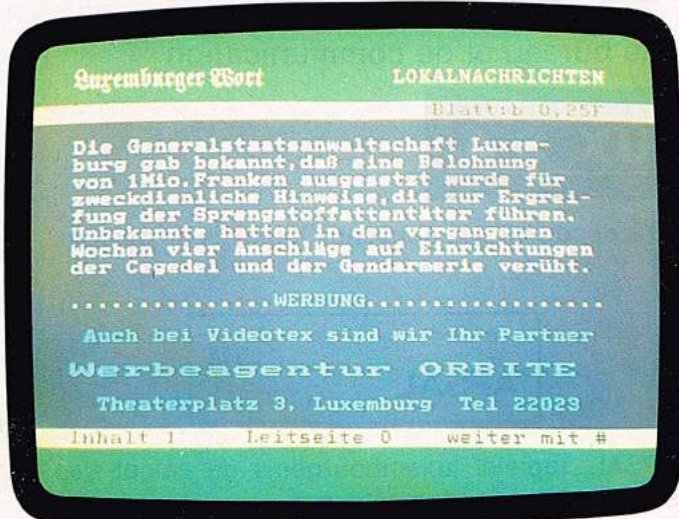 Luxemburger Wort LOKALNACHRICHTEN
Blatt:b 0,25F
Die Generalstaatsanwaltschaft Luxem-
burg gab bekannt,daß eine Belohnung
von 1Mio.Franken ausgesetzt wurde für
zweckdienliche Hinweise,die zur Ergrei-
fung der Sprengstoffattentäter führen.
Unbekannte hatten in den vergangenen
Wochen vier Anschläge auf Einrichtungen
der Cegedel und der Gendarmerie verübt.
................WERBUNG..................
Auch bei Videotex sind wir Ihr Partner
Werbeagentur ORBITE
Theaterplatz 3, Luxemburg Tel 22023
Inhalt 1 Leitseite 0 weiter mit #